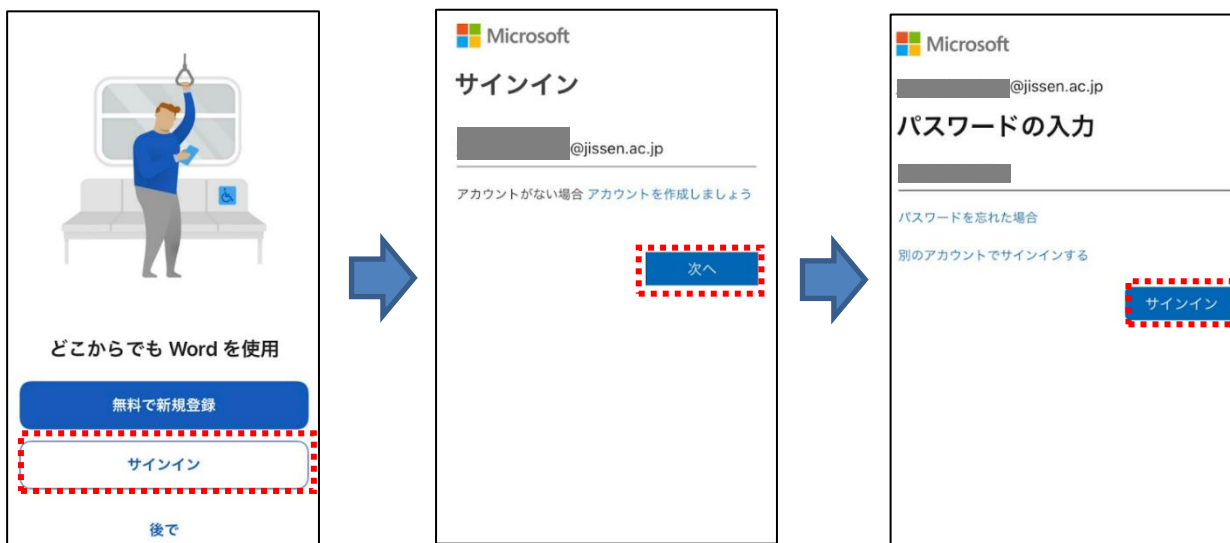 どこからでも Word を使用
無料で新規登録
サインイン
後で
Microsoft
サインイン
@jissen.ac.jp
アカウントがない場合 アカウントを作成しましょう
次へ
Microsoft
@jissen.ac.jp
パスワードの入力
パスワードを忘れた場合
別のアカウントでサインインする
サインイン